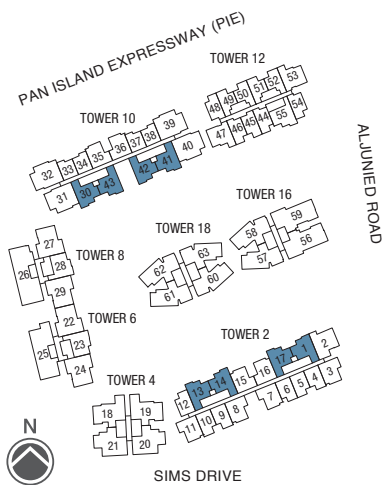 PAN ISLAND EXPRESSWAY (PIE)
TOWER 12
48 49 50 51 52 53
47 46 45 44 55 54
TOWER 10
32 33 34 35 36 37 38 39
31 30 43 42 41 40
ALJUNIED ROAD
TOWER 16
58 59
57 56
TOWER 18
62 63
61 60
TOWER 8
27
26 28
29
TOWER 6
22
25 23
24
TOWER 2
12 13 14 15 16 17 1 2
11 10 9 8 7 6 5 4 3
TOWER 4
18 19
21 20
N
SIMS DRIVE